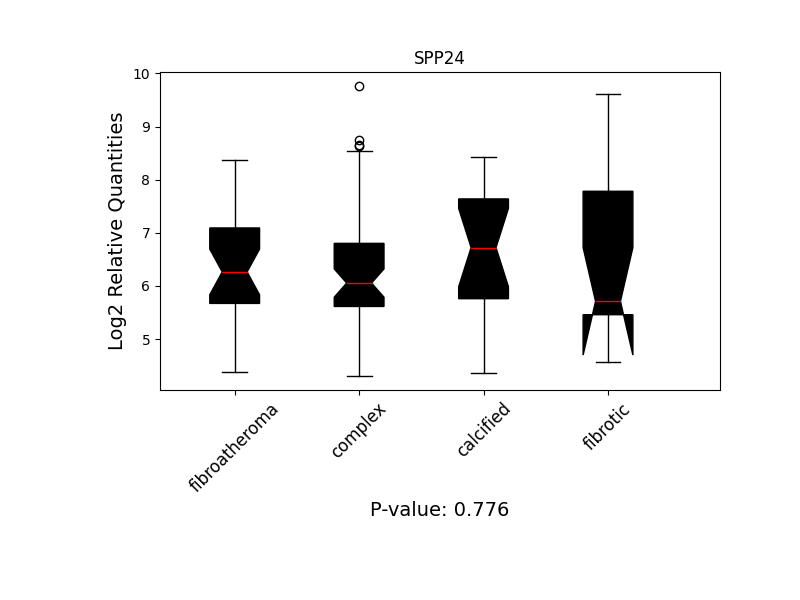 SPP24
Log2 Relative Quantities
10
9
8
7
6
5
fibroatheroma
complex
calcified
fibrotic
P-value: 0.776